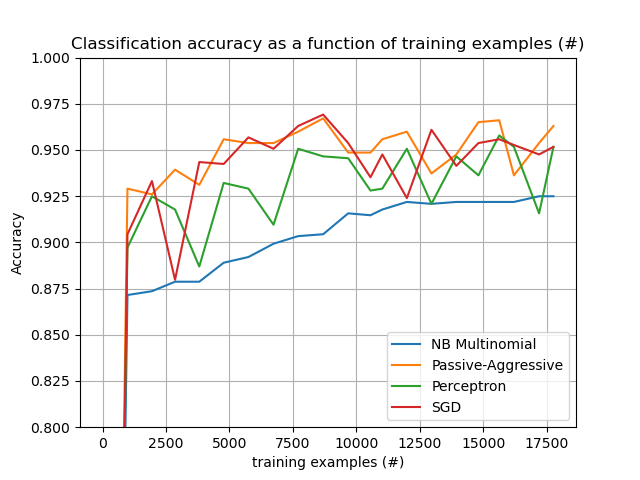 Classification accuracy as a function of training examples (#)
1.000
0.975
0.950
0.925
0.900
0.875
0.850
0.825
0.800
Accuracy
NB Multinomial
Passive-Aggressive
Perceptron
SGD
0 2500 5000 7500 10000 12500 15000 17500
training examples (#)